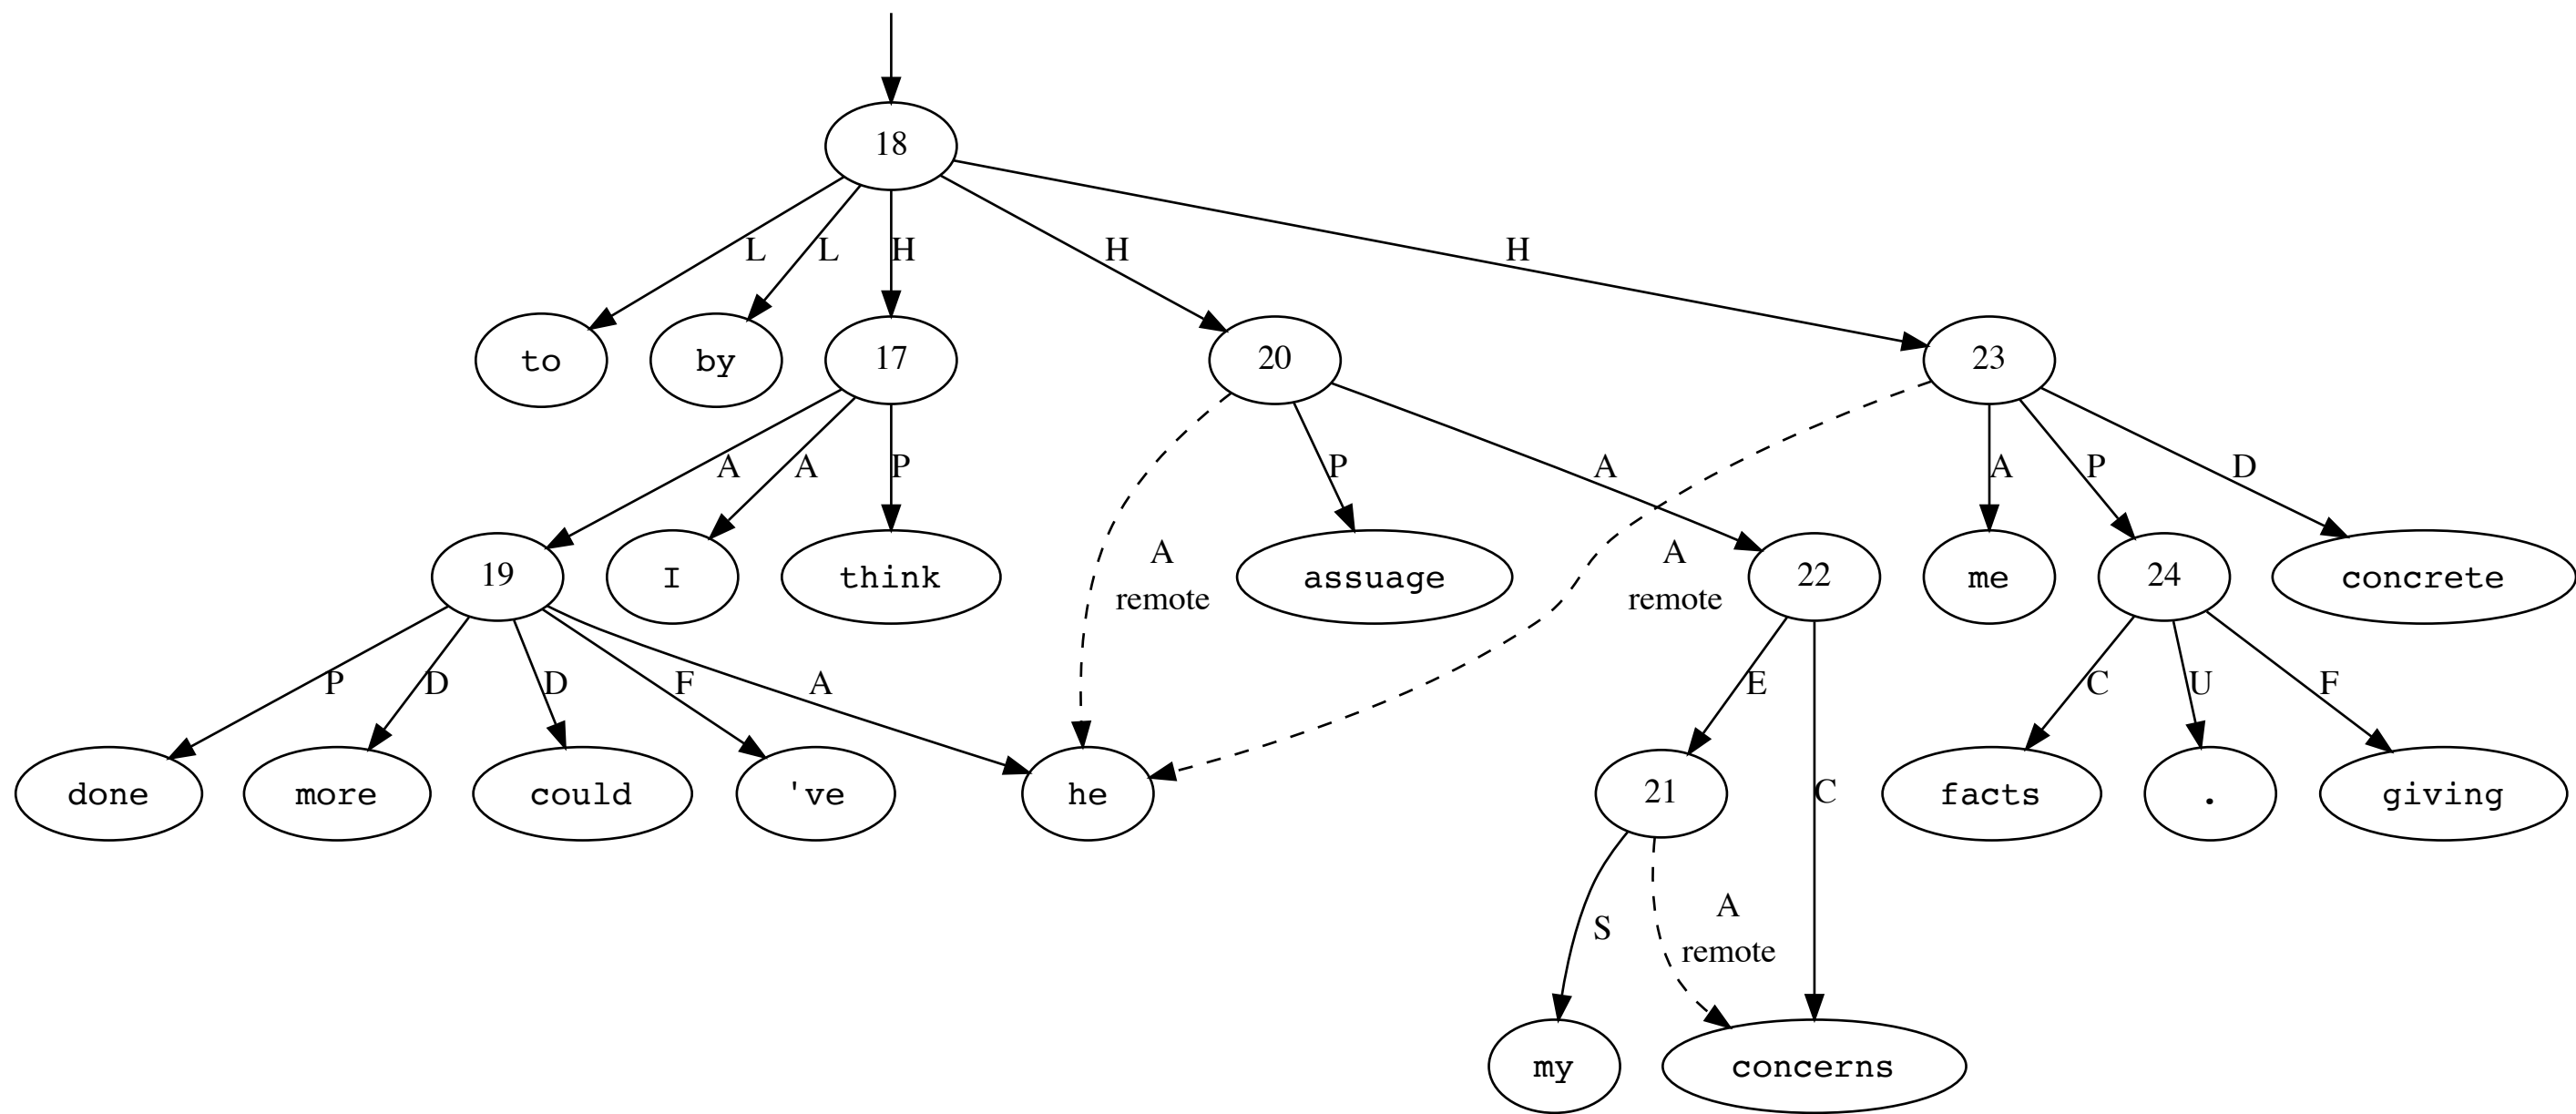 18
L L H H H
to by 17 20 23
A A P P A A P D
19 I think A remote assuage A remote 22 me 24 concrete
P D D F A E C U F
done more could 've he 21 C facts . giving
S A remote
my concerns